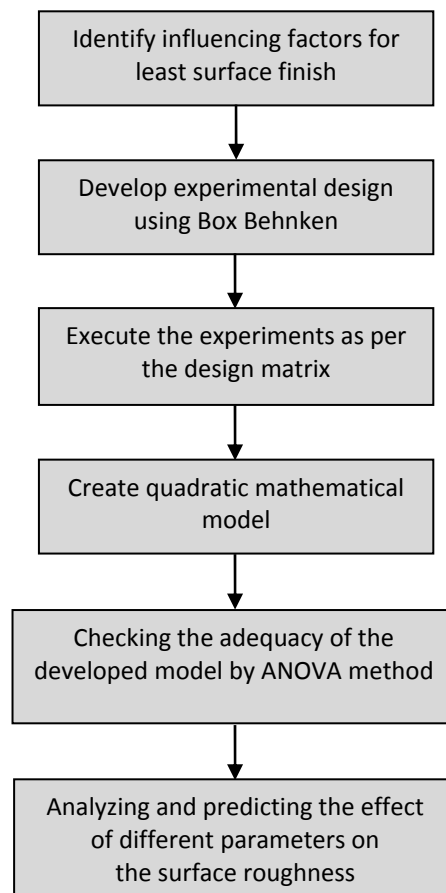 Identify influencing factors for
least surface finish
Develop experimental design
using Box Behnken
Execute the experiments as per
the design matrix
Create quadratic mathematical
model
Checking the adequacy of the
developed model by ANOVA method
Analyzing and predicting the effect
of different parameters on
the surface roughness